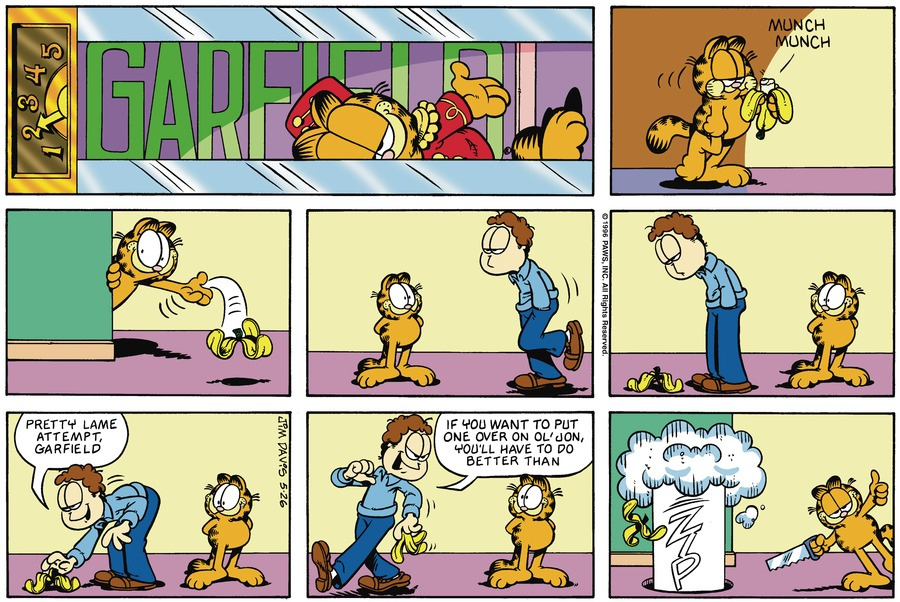 1 2 3 4 5
GARFIELD
MUNCH
MUNCH
© 1996 PAWS, INC. All Rights Reserved.
PRETTY LAME
ATTEMPT,
GARFIELD
JIM DAVIS 5-26
IF YOU WANT TO PUT
ONE OVER ON OL' JON,
YOU'LL HAVE TO DO
BETTER THAN
ZIP